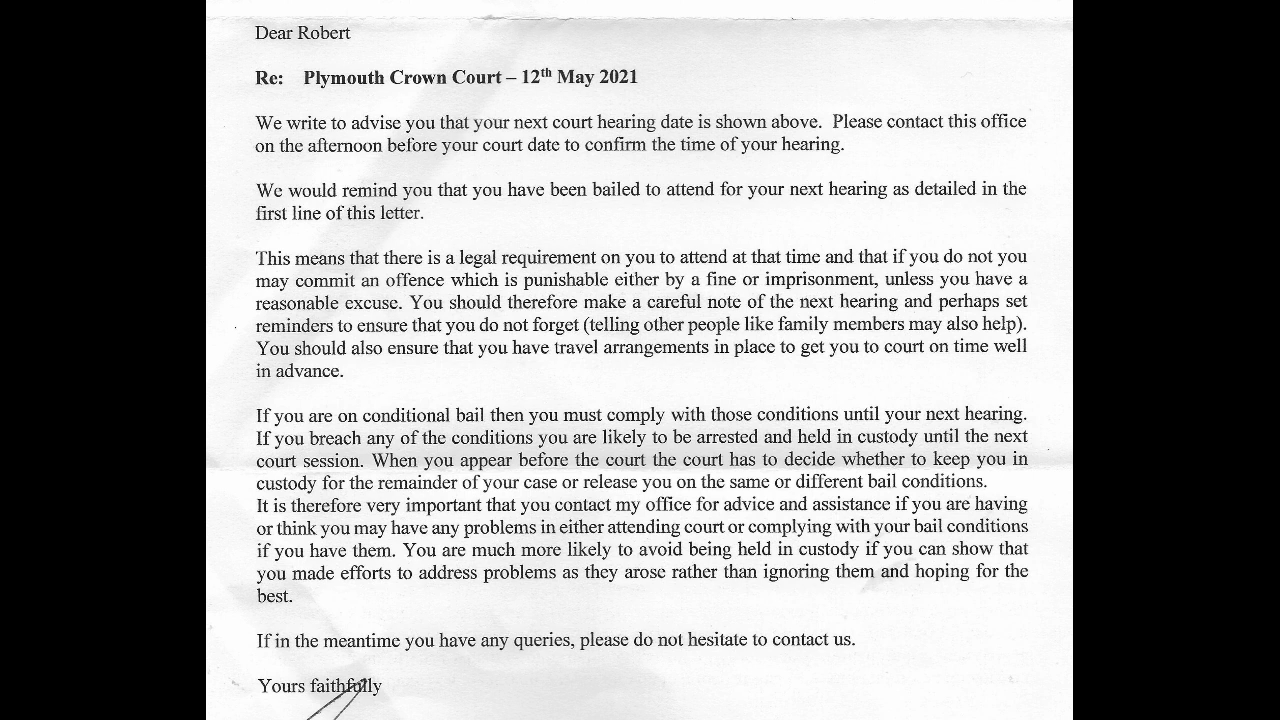 Dear Robert
Re: Plymouth Crown Court – 12th May 2021
We write to advise you that your next court hearing date is shown above. Please contact this office
on the afternoon before your court date to confirm the time of your hearing.
We would remind you that you have been bailed to attend for your next hearing as detailed in the
first line of this letter.
This means that there is a legal requirement on you to attend at that time and that if you do not you
may commit an offence which is punishable either by a fine or imprisonment, unless you have a
reasonable excuse. You should therefore make a careful note of the next hearing and perhaps set
reminders to ensure that you do not forget (telling other people like family members may also help).
You should also ensure that you have travel arrangements in place to get you to court on time well
in advance.
If you are on conditional bail then you must comply with those conditions until your next hearing.
If you breach any of the conditions you are likely to be arrested and held in custody until the next
court session. When you appear before the court the court has to decide whether to keep you in
custody for the remainder of your case or release you on the same or different bail conditions.
It is therefore very important that you contact my office for advice and assistance if you are having
or think you may have any problems in either attending court or complying with your bail conditions
if you have them. You are much more likely to avoid being held in custody if you can show that
you made efforts to address problems as they arose rather than ignoring them and hoping for the
best.
If in the meantime you have any queries, please do not hesitate to contact us.
Yours faithfully